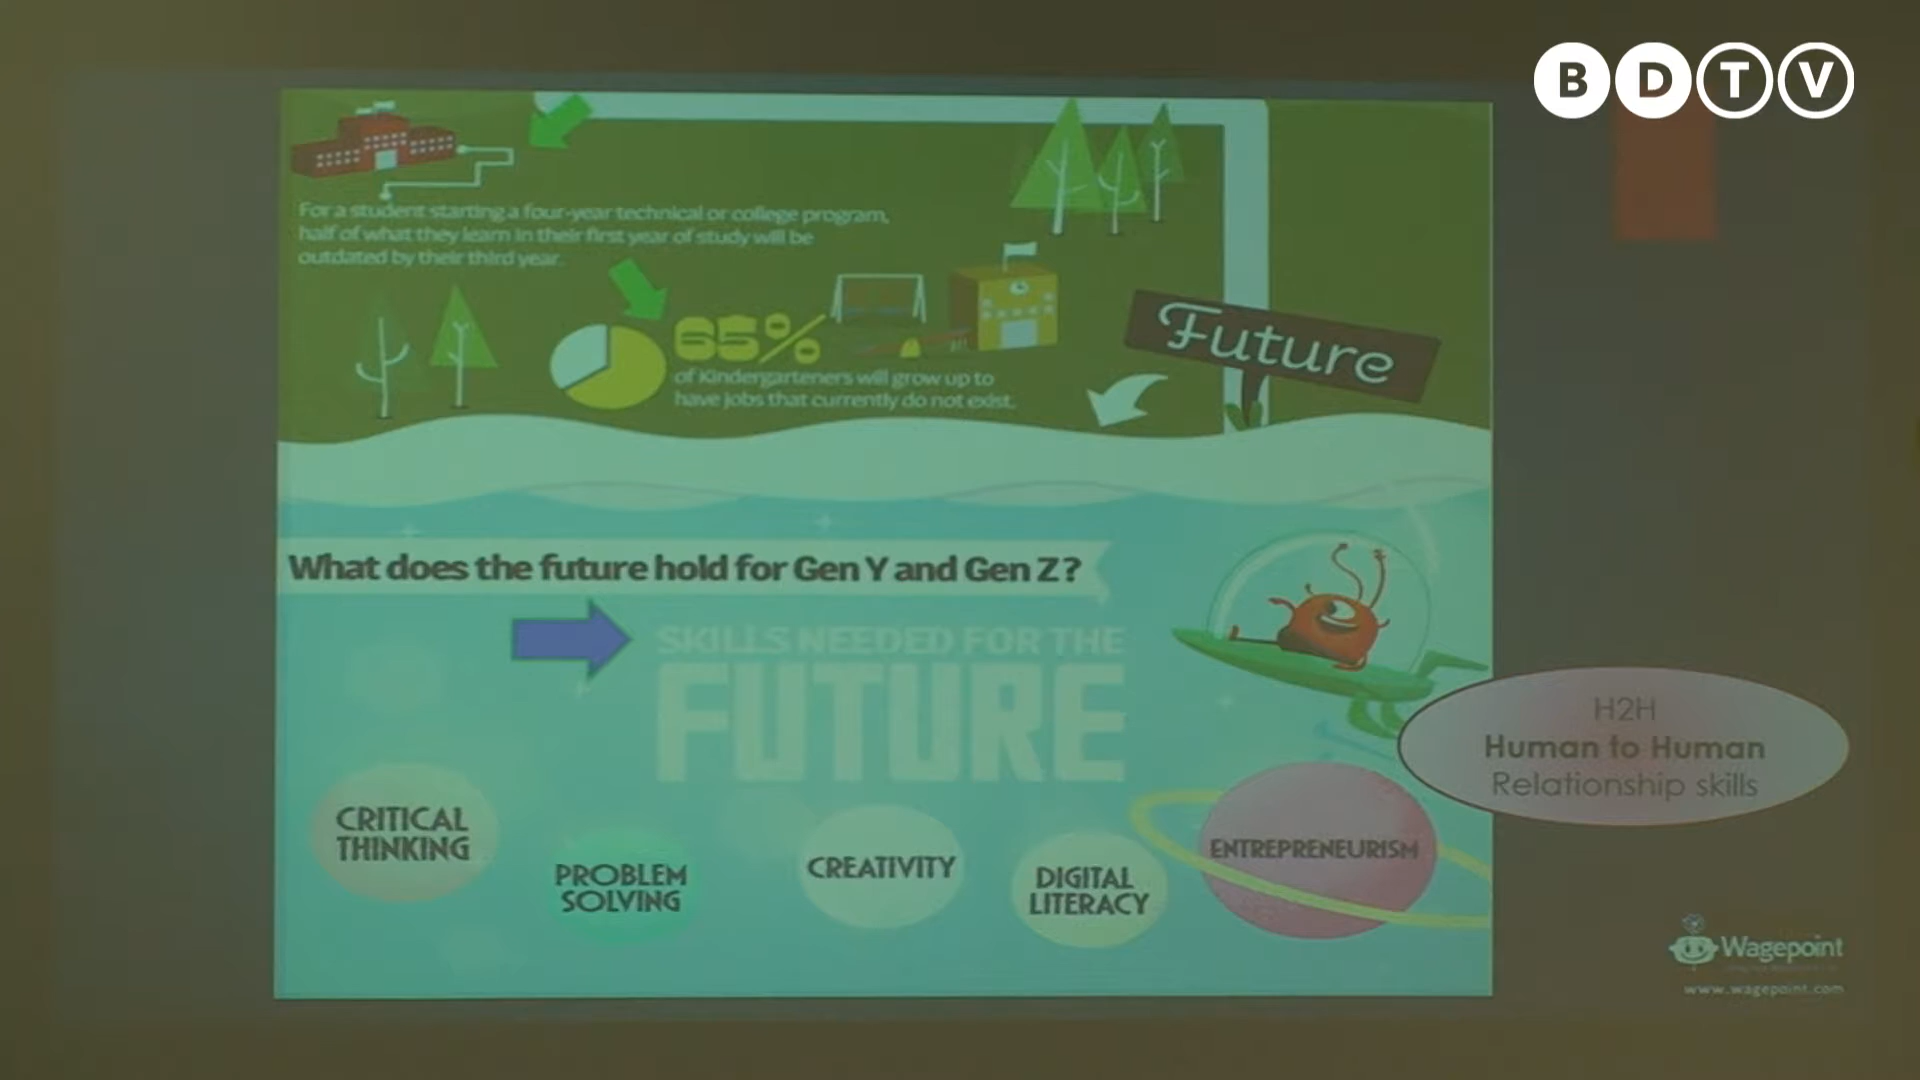 BDTV
For a student starting a four-year technical or college program,
half of what they learn in their first year of study will be
outdated by their third year.
65%
of Kindergarteners will grow up to
have jobs that currently do not exist.
Future
What does the future hold for Gen Y and Gen Z?
SKILLS NEEDED FOR THE
FUTURE
H2H
Human to Human
Relationship skills
CRITICAL
THINKING
PROBLEM
SOLVING
CREATIVITY
DIGITAL
LITERACY
ENTREPRENEURISM
Wagepoint
www.wagepoint.com